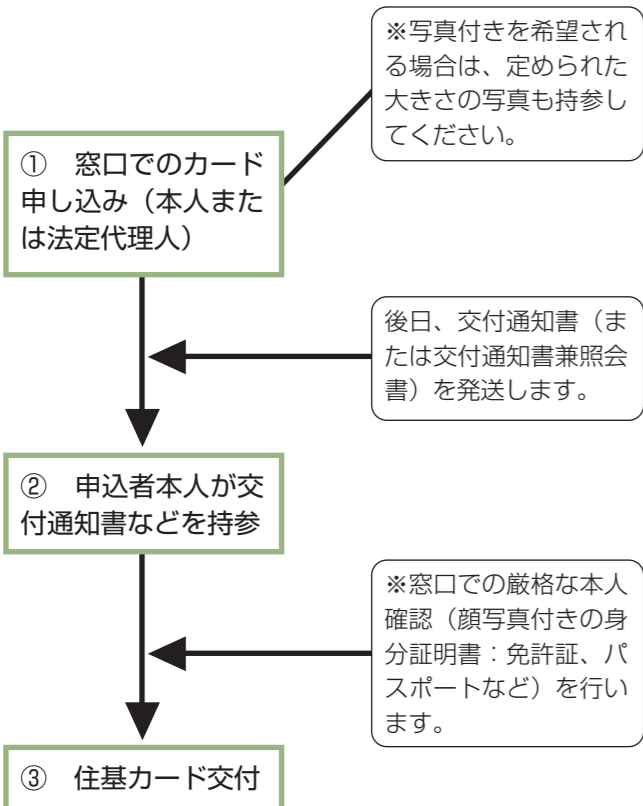 ※写真付きを希望され
る場合は、定められた
大きさの写真も持参し
てください。
①　窓口でのカード
申し込み（本人また
は法定代理人）
後日、交付通知書（ま
たは交付通知書兼照会
書）を発送します。
②　申込者本人が交
付通知書などを持参
※窓口での厳格な本人
確認（顔写真付きの身
分証明書：免許証、パ
スポートなど）を行い
ます。
③　住基カード交付